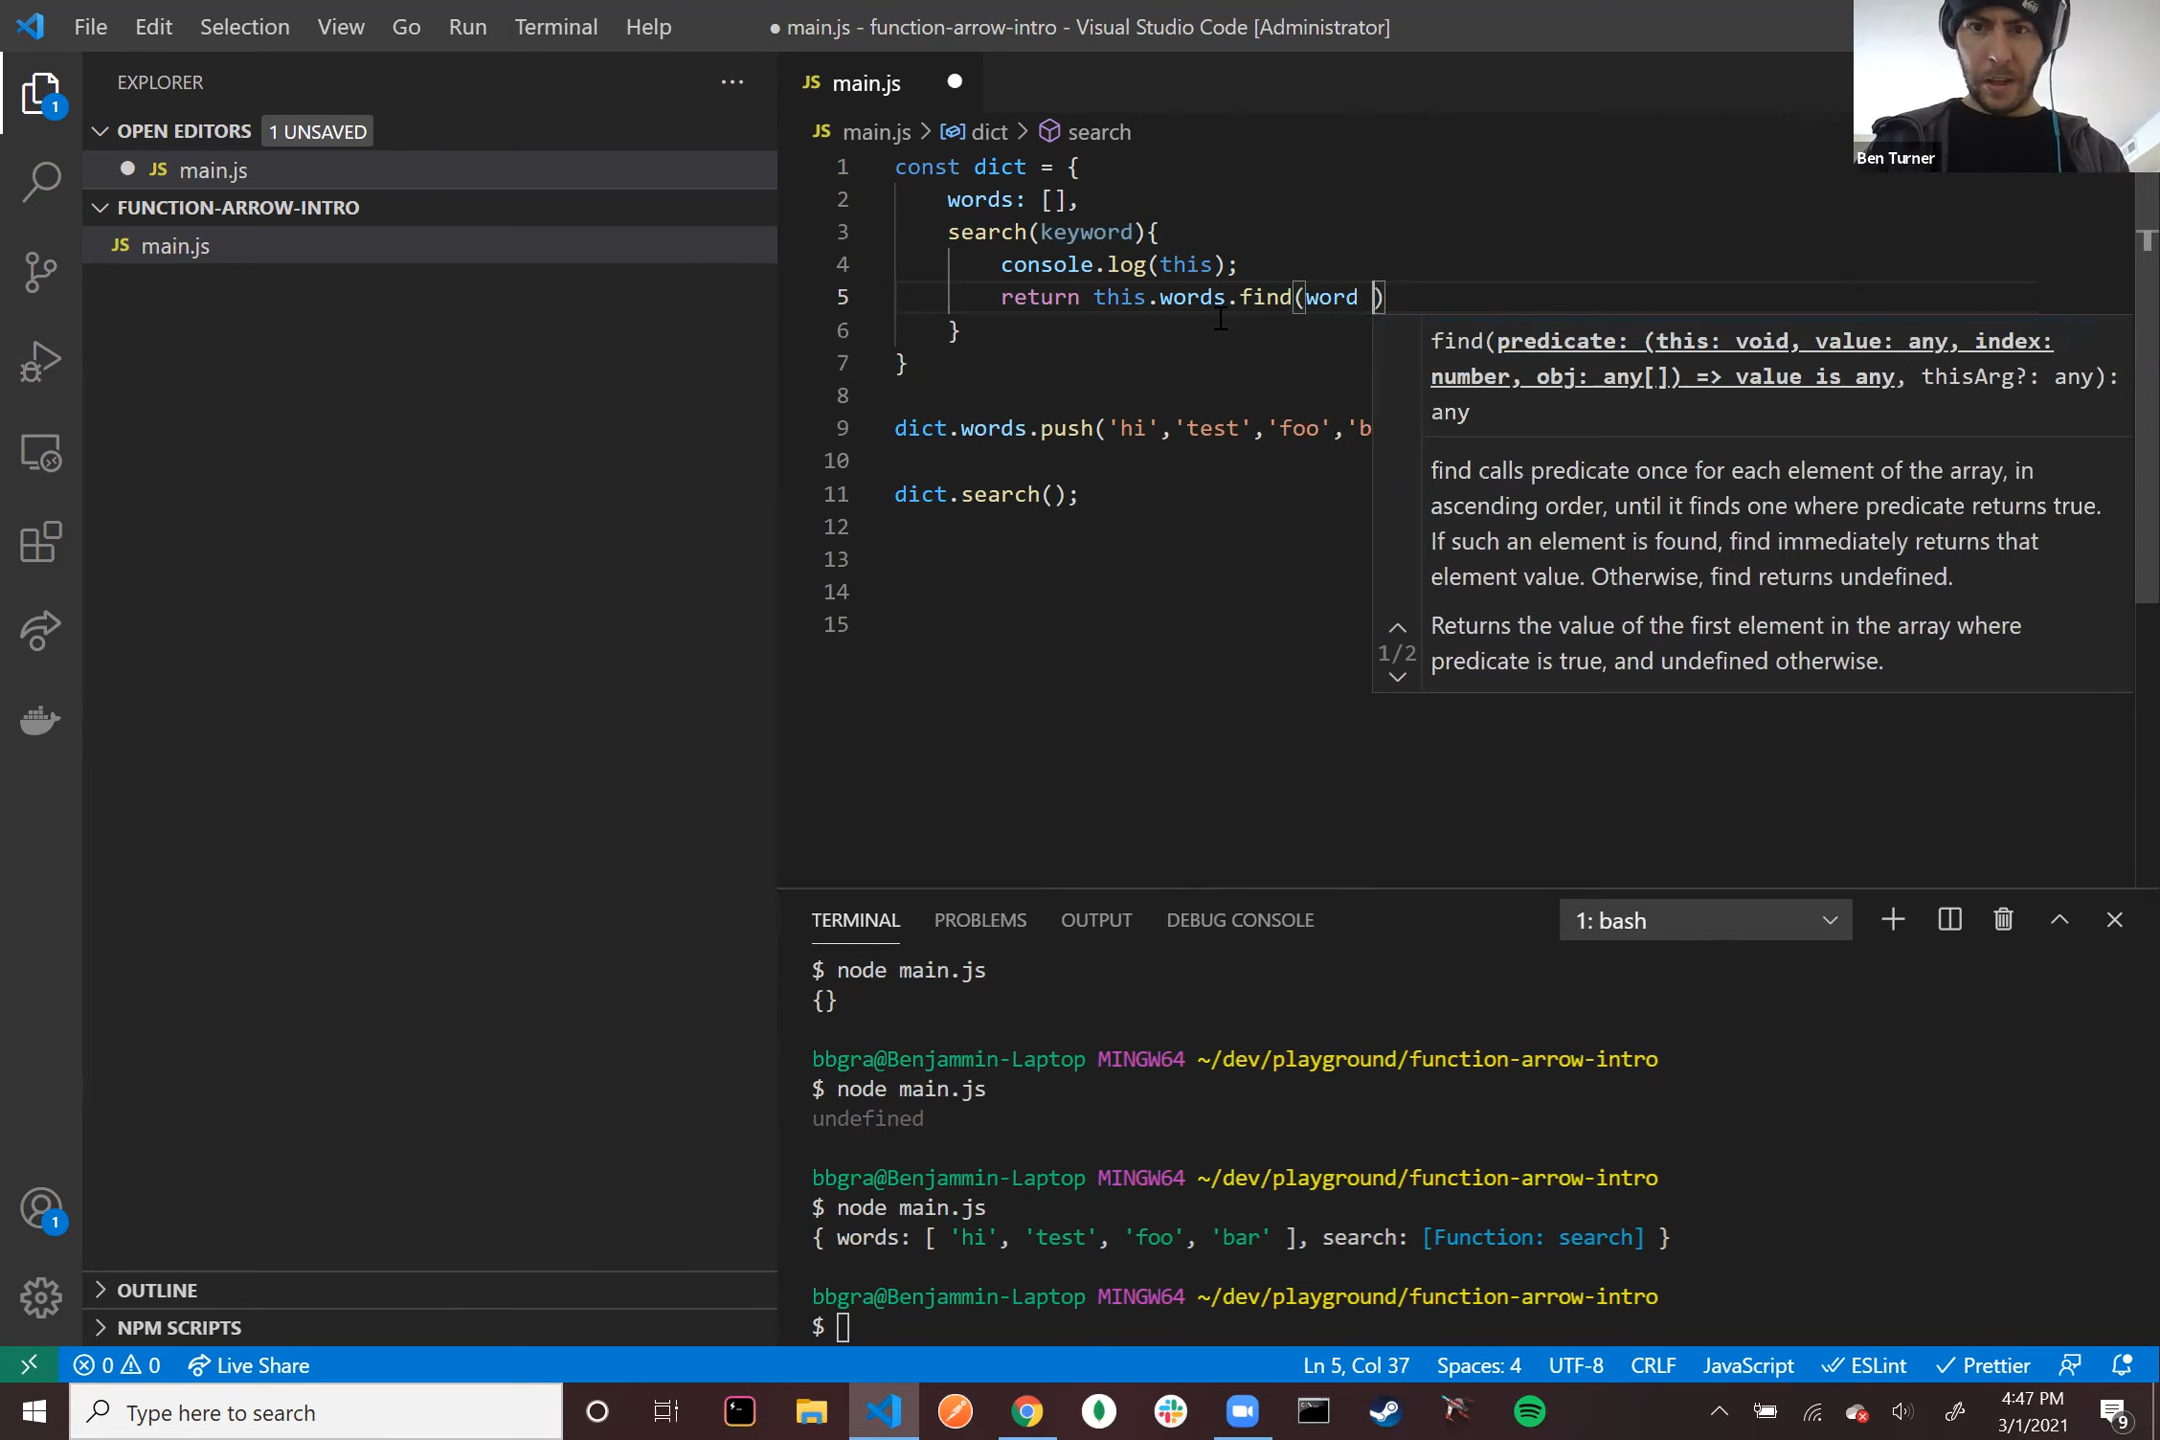 File Edit Selection View Go Run Terminal Help
● main.js - function-arrow-intro - Visual Studio Code [Administrator]
EXPLORER
OPEN EDITORS 1 UNSAVED
JS main.js
FUNCTION-ARROW-INTRO
JS main.js
JS main.js
JS main.js > dict > search
1 const dict = {
2 words: [],
3 search(keyword){
4 console.log(this);
5 return this.words.find(word )
6 }
7 }
8
9 dict.words.push('hi','test','foo','b
10
11 dict.search();
12
13
14
15
find(predicate: (this: void, value: any, index:
number, obj: any[]) => value is any, thisArg?: any):
any
find calls predicate once for each element of the array, in
ascending order, until it finds one where predicate returns true.
If such an element is found, find immediately returns that
element value. Otherwise, find returns undefined.
1/2
Returns the value of the first element in the array where
predicate is true, and undefined otherwise.
Ben Turner
TERMINAL PROBLEMS OUTPUT DEBUG CONSOLE 1: bash
$ node main.js
{}
bbgra@Benjammin-Laptop MINGW64 ~/dev/playground/function-arrow-intro
$ node main.js
undefined
bbgra@Benjammin-Laptop MINGW64 ~/dev/playground/function-arrow-intro
$ node main.js
{ words: [ 'hi', 'test', 'foo', 'bar' ], search: [Function: search] }
bbgra@Benjammin-Laptop MINGW64 ~/dev/playground/function-arrow-intro
$
1
1
OUTLINE
NPM SCRIPTS
0 0 Live Share Ln 5, Col 37 Spaces: 4 UTF-8 CRLF JavaScript ESLint Prettier
Type here to search
4:47 PM
3/1/2021
9